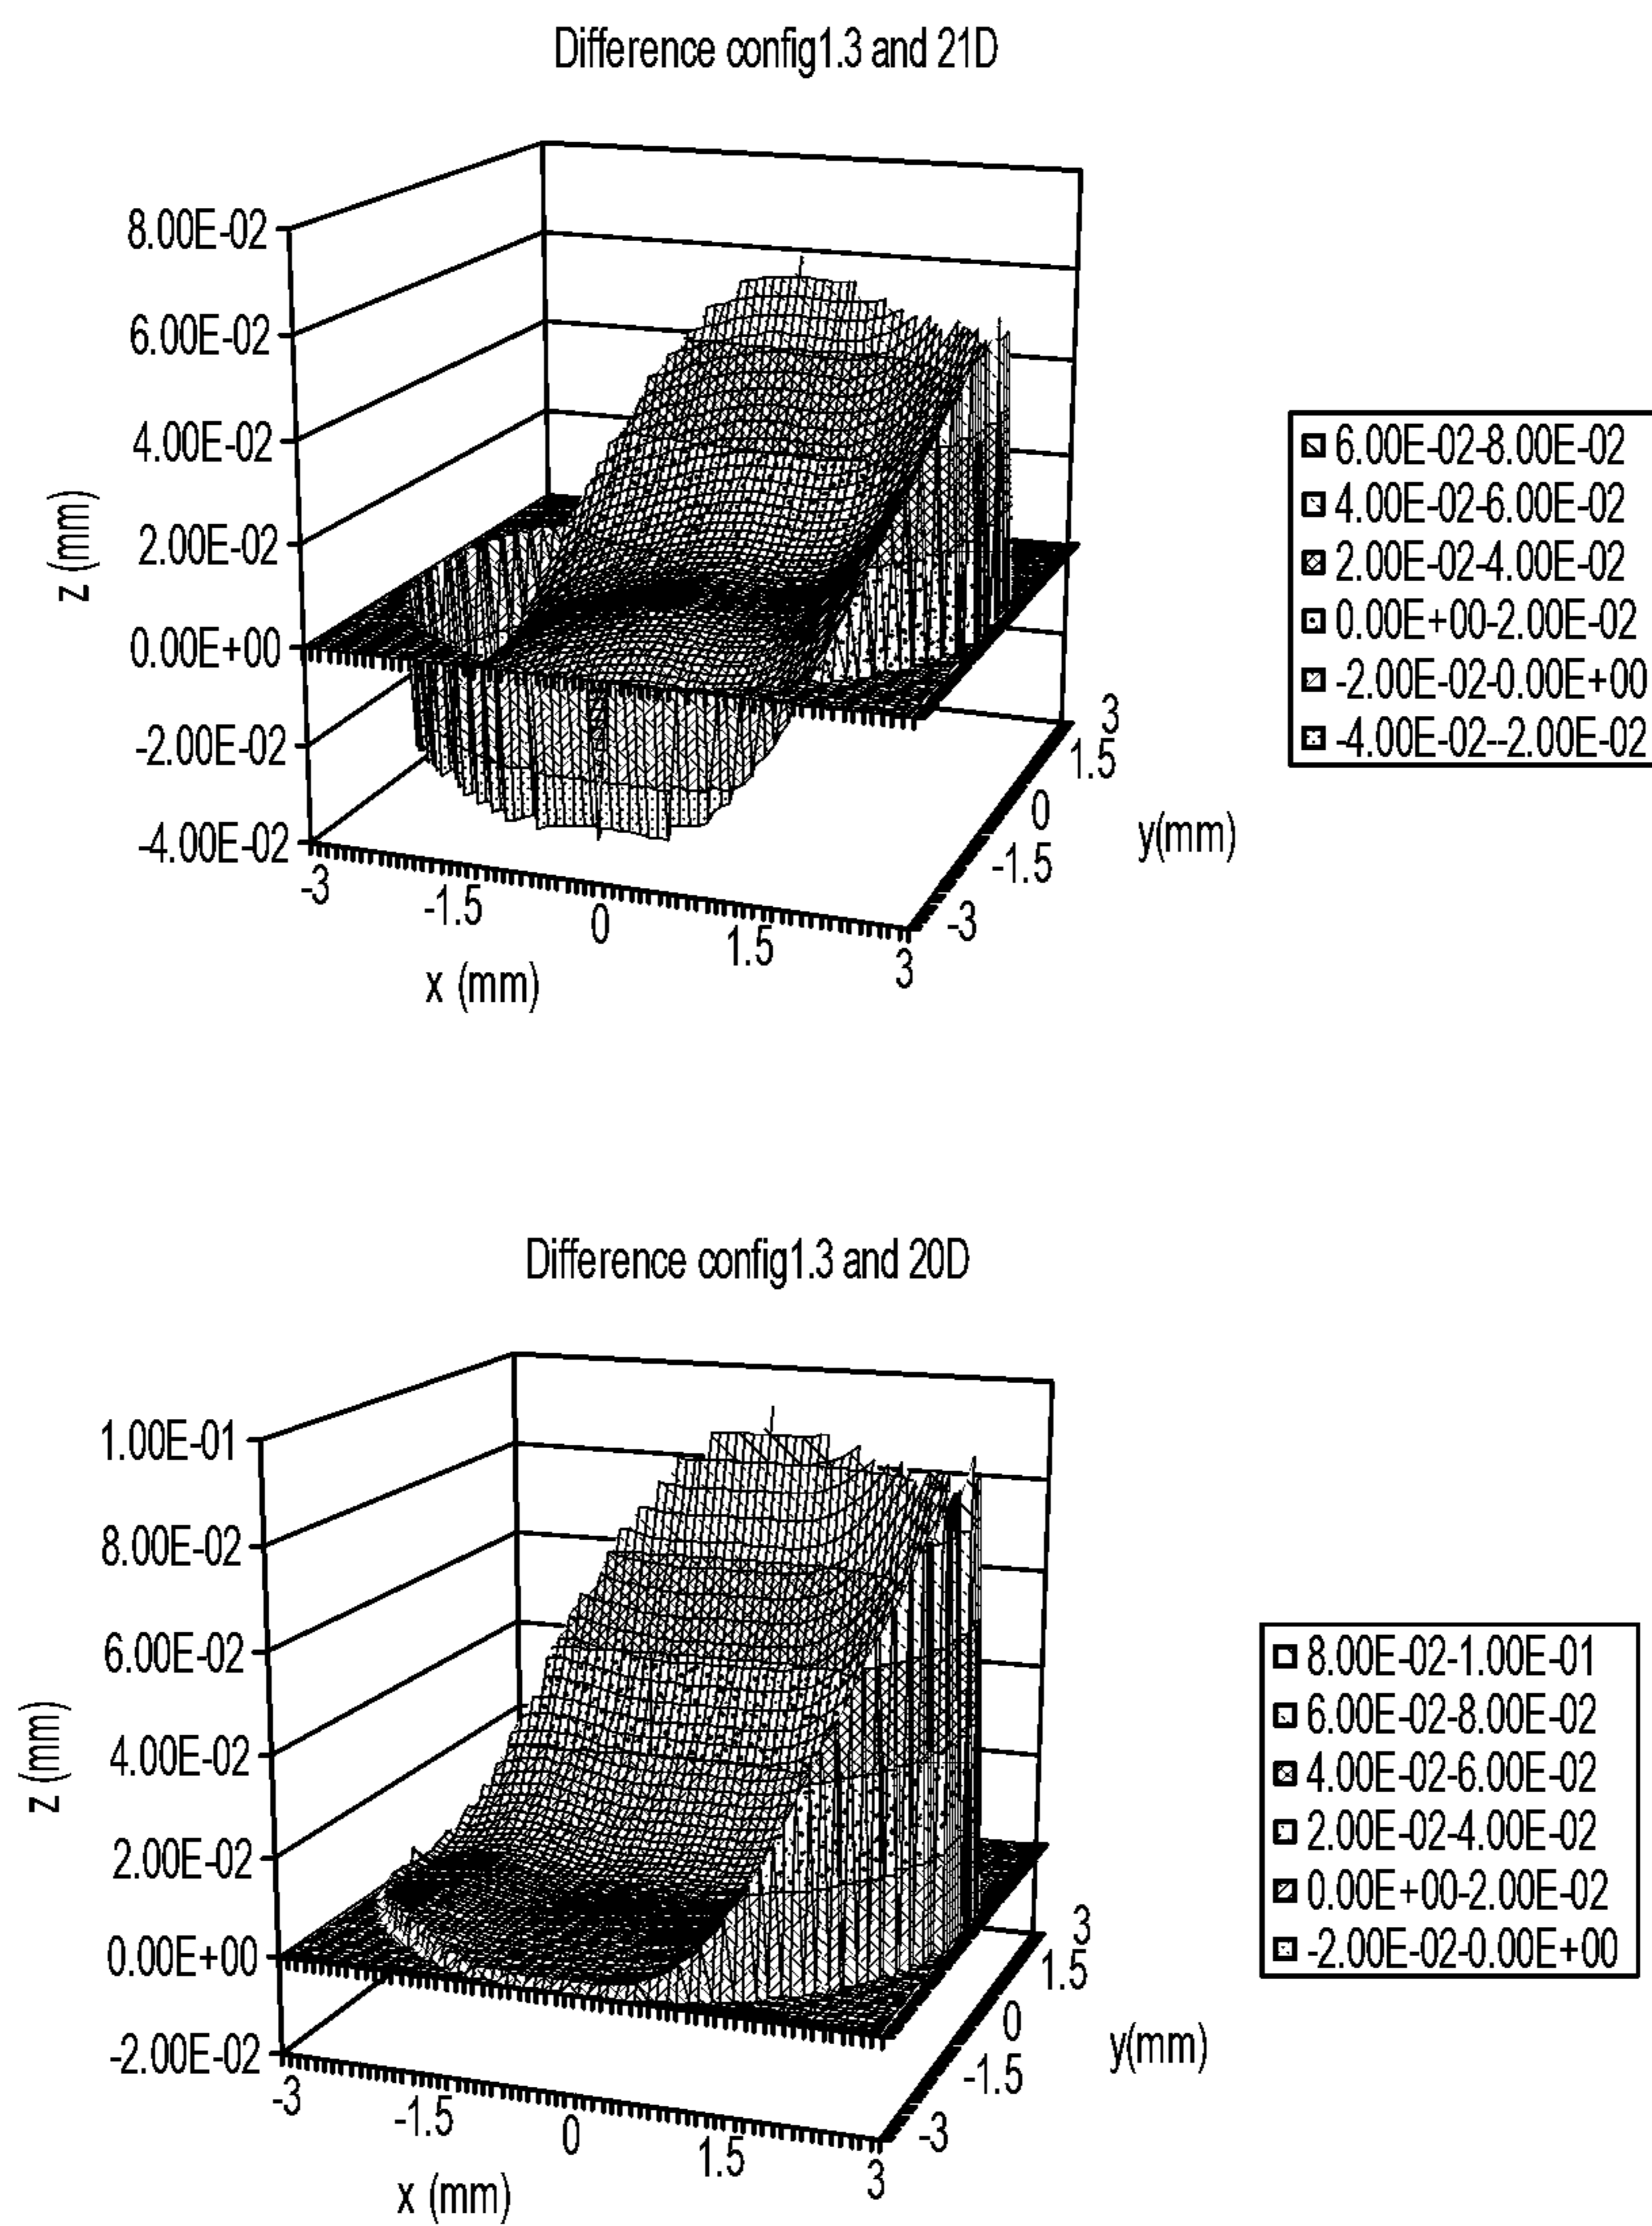 Difference config1.3 and 21D
8.00E-02
6.00E-02
4.00E-02
2.00E-02
0.00E+00
-2.00E-02
-4.00E-02
z (mm)
-3
-1.5
0
1.5
3
x (mm)
3
1.5
0
-1.5
-3
y(mm)
6.00E-02-8.00E-02
4.00E-02-6.00E-02
2.00E-02-4.00E-02
0.00E+00-2.00E-02
-2.00E-02-0.00E+00
-4.00E-02--2.00E-02
Difference config1.3 and 20D
1.00E-01
8.00E-02
6.00E-02
4.00E-02
2.00E-02
0.00E+00
-2.00E-02
z (mm)
-3
-1.5
0
1.5
3
x (mm)
3
1.5
0
-1.5
-3
y(mm)
8.00E-02-1.00E-01
6.00E-02-8.00E-02
4.00E-02-6.00E-02
2.00E-02-4.00E-02
0.00E+00-2.00E-02
-2.00E-02-0.00E+00